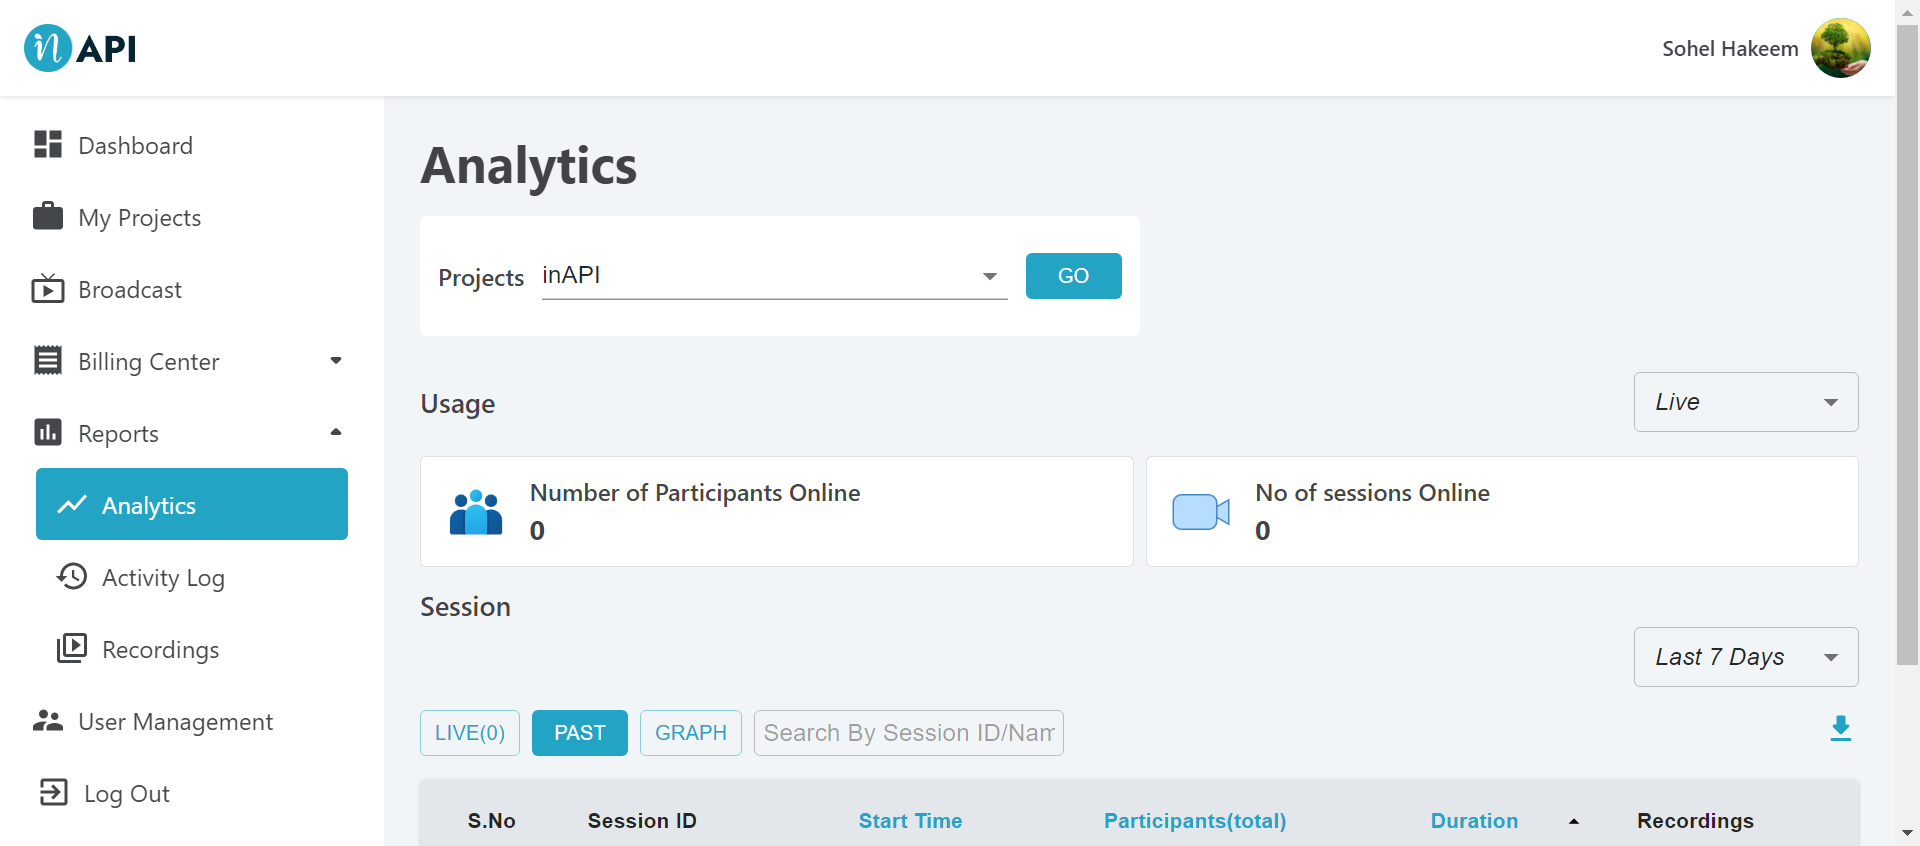 in API
Sohel Hakeem
Dashboard
My Projects
Broadcast
Billing Center
Reports
Analytics
Activity Log
Recordings
User Management
Log Out
Analytics
Projects inAPI GO
Usage Live
Number of Participants Online
0
No of sessions Online
0
Session
Last 7 Days
LIVE(0) PAST GRAPH Search By Session ID/Nam
S.No Session ID Start Time Participants(total) Duration Recordings